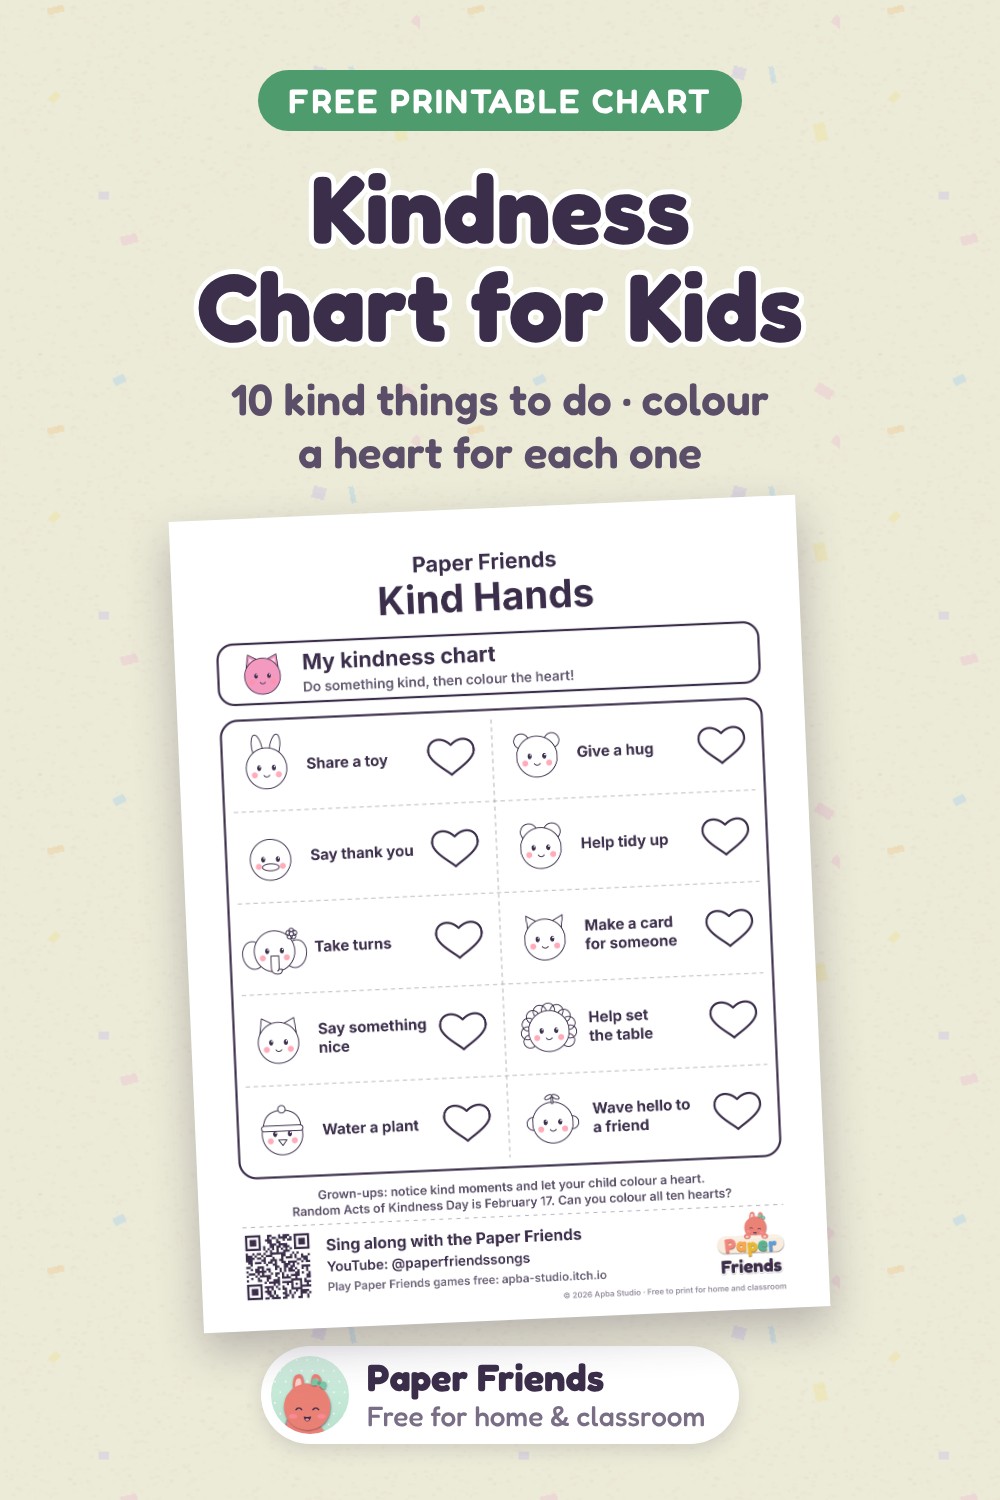 FREE PRINTABLE CHART
Kindness
Chart for Kids
10 kind things to do · colour
a heart for each one
Paper Friends
Kind Hands
My kindness chart
Do something kind, then colour the heart!
Share a toy
Give a hug
Say thank you
Help tidy up
Take turns
Make a card
for someone
Say something
nice
Help set
the table
Water a plant
Wave hello to
a friend
Grown-ups: notice kind moments and let your child colour a heart.
Random Acts of Kindness Day is February 17. Can you colour all ten hearts?
Sing along with the Paper Friends
YouTube: @paperfriendssongs
Play Paper Friends games free: apba-studio.itch.io
Paper
Friends
© 2026 Apba Studio · Free to print for home and classroom
Paper Friends
Free for home & classroom